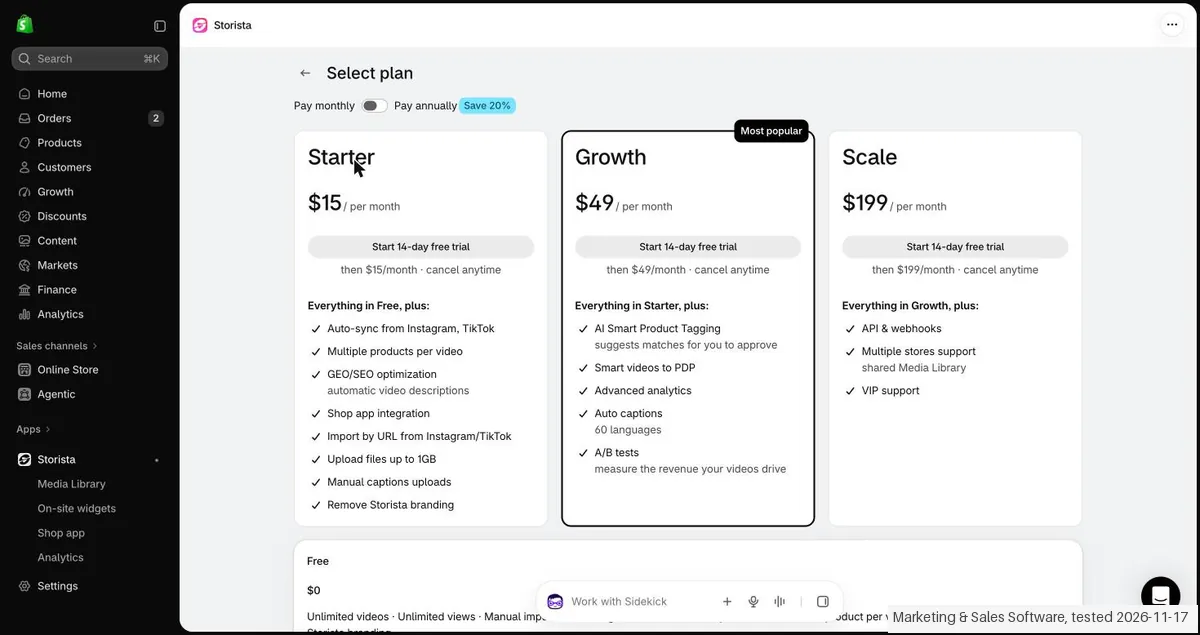 Search ⌘K
Home
Orders 2
Products
Customers
Growth
Discounts
Content
Markets
Finance
Analytics
Sales channels
Online Store
Agentic
Apps
Storista
Media Library
On-site widgets
Shop app
Analytics
Settings
Storista
Select plan
Pay monthly Pay annually Save 20%
Starter
$15 / per month
Start 14-day free trial
then $15/month · cancel anytime
Everything in Free, plus:
Auto-sync from Instagram, TikTok
Multiple products per video
GEO/SEO optimization
automatic video descriptions
Shop app integration
Import by URL from Instagram/TikTok
Upload files up to 1GB
Manual captions uploads
Remove Storista branding
Most popular
Growth
$49 / per month
Start 14-day free trial
then $49/month · cancel anytime
Everything in Starter, plus:
AI Smart Product Tagging
suggests matches for you to approve
Smart videos to PDP
Advanced analytics
Auto captions
60 languages
A/B tests
measure the revenue your videos drive
Scale
$199 / per month
Start 14-day free trial
then $199/month · cancel anytime
Everything in Growth, plus:
API & webhooks
Multiple stores support
shared Media Library
VIP support
Free
$0
Unlimited videos · Unlimited views · Manual
Work with Sidekick
Marketing & Sales Software, tested 2026-11-17